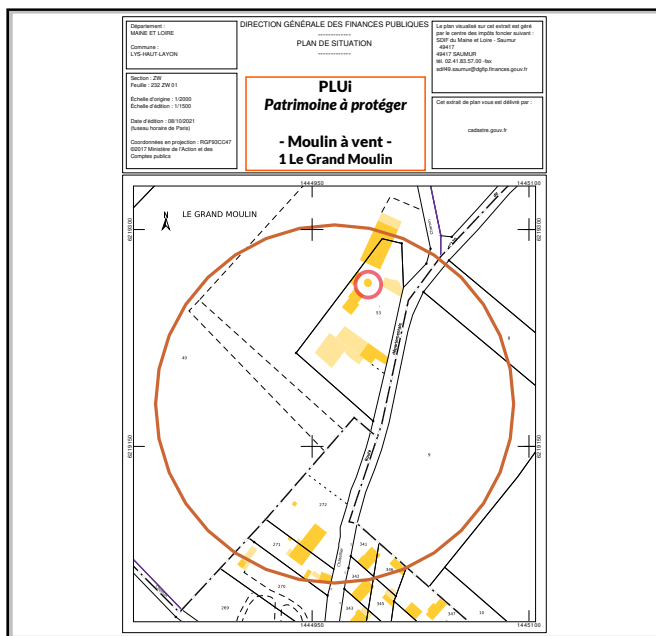 Département :
MAINE ET LOIRE
Commune :
LYS-HAUT-LAYON
Section : ZW
Feuille : 232 ZW 01
Échelle d'origine : 1/2000
Échelle d'édition : 1/1500
Date d'édition : 08/10/2021
(fuseau horaire de Paris)
Coordonnées en projection : RGF93CC47
©2017 Ministère de l'Action et des
Comptes publics
DIRECTION GÉNÉRALE DES FINANCES PUBLIQUES
-------------
PLAN DE SITUATION
-------------
PLUi
Patrimoine à protéger
- Moulin à vent -
1 Le Grand Moulin
Le plan visualisé sur cet extrait est géré
par le centre des impôts foncier suivant :
SDIF du Maine et Loire - Saumur
49417
49417 SAUMUR
tél. 02.41.83.57.00 -fax
sdif49.saumur@dgfip.finances.gouv.fr
Cet extrait de plan vous est délivré par :
cadastre.gouv.fr
1444950
1445100
6219300
6219300
N
LE GRAND MOULIN
53
8
49
6219150
6219150
9
272
271
341
346
342
270
345
269
343
347
10
1444950
1445100